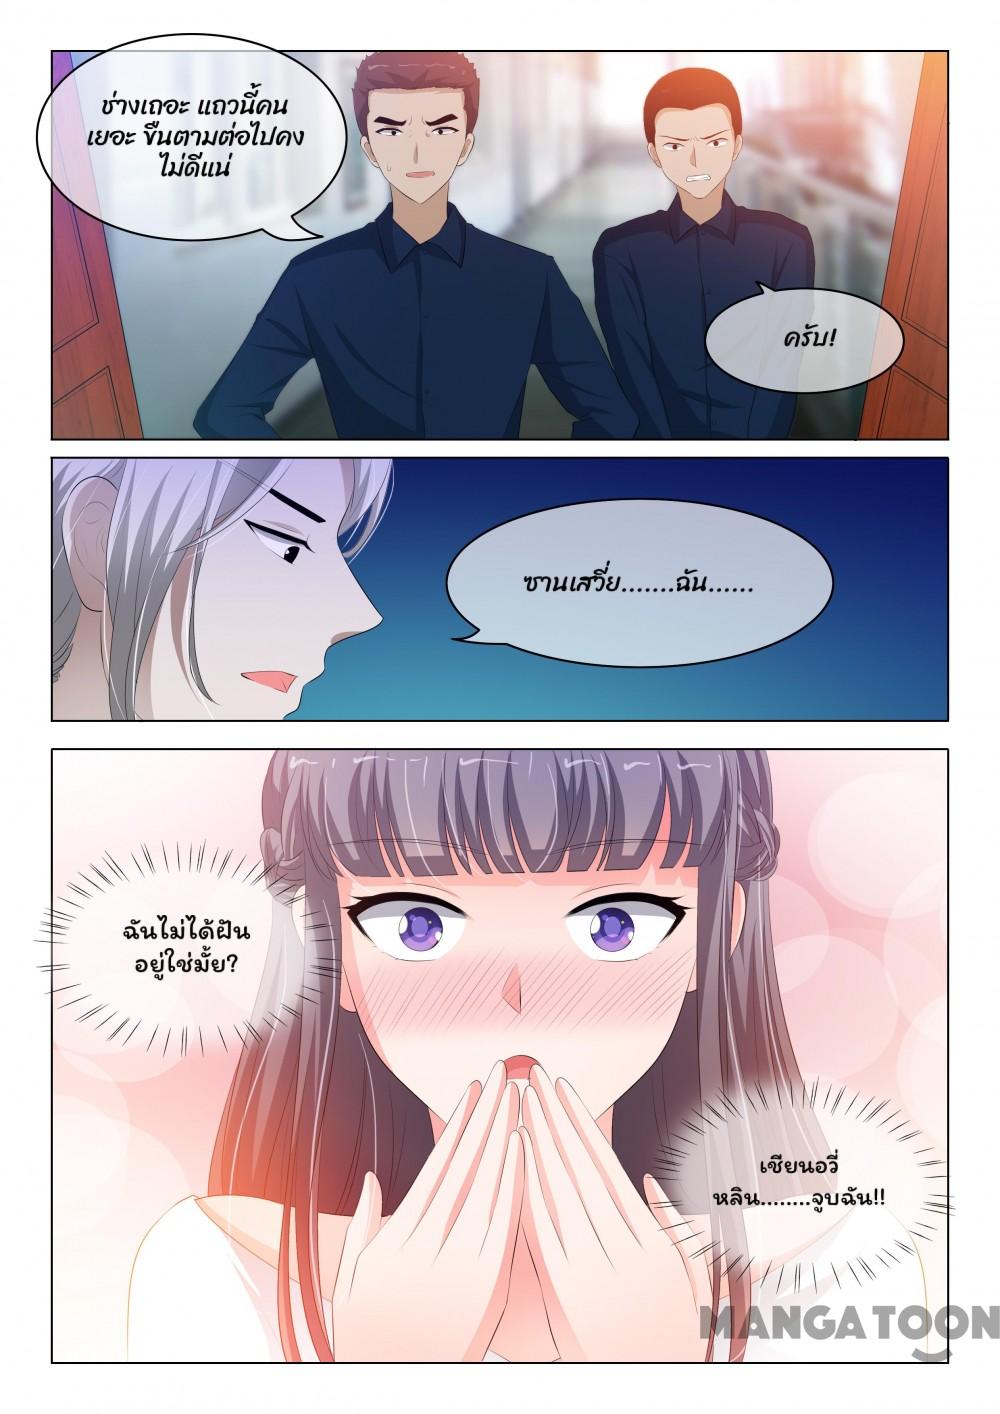 ช่างเถอะ แถวนี้คน
เยอะ ขืนตามต่อไปคง
ไม่ดีแน่
ครับ!
ซานเสวี่ย.......ฉัน......
ฉันไม่ได้ฝัน
อยู่ใช่มั้ย?
เชียนอวี่
หลิน........จูบฉัน!!
MANGATOON